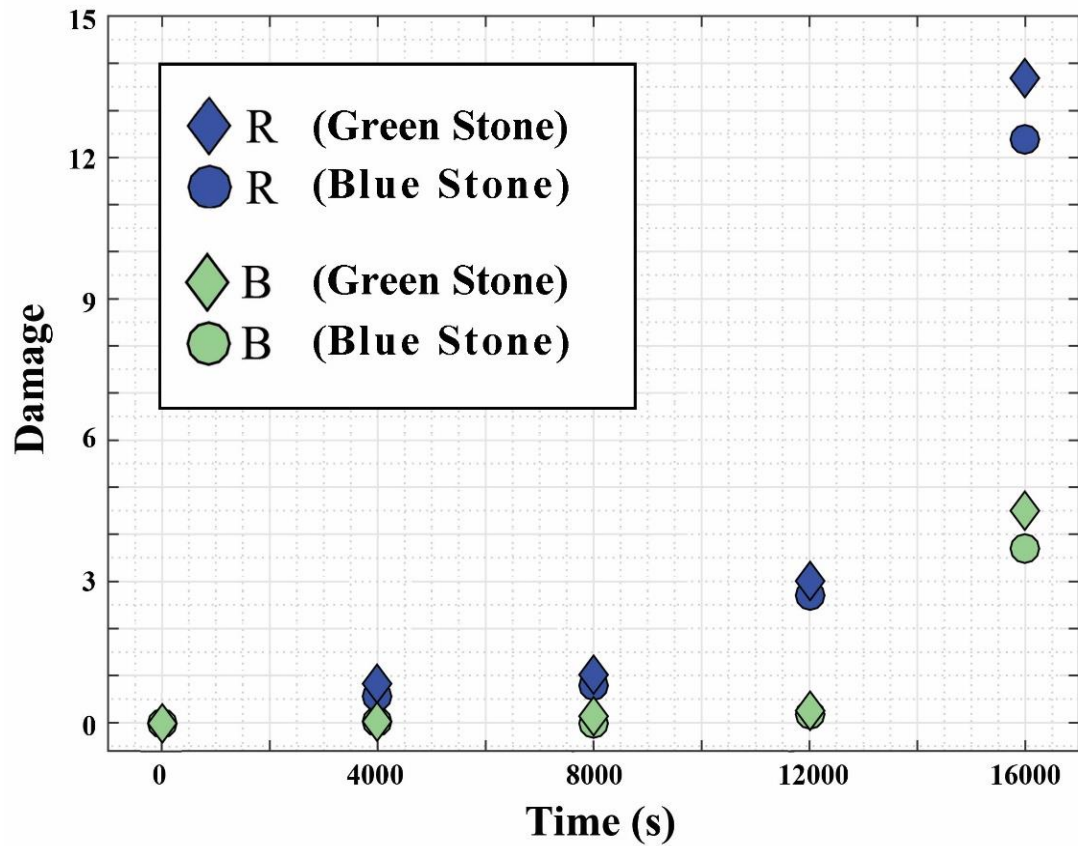 15
12
9
6
3
0
Damage
R (Green Stone)
R (Blue Stone)
B (Green Stone)
B (Blue Stone)
0 4000 8000 12000 16000
Time (s)